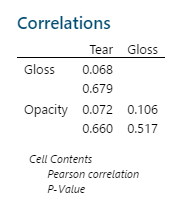 Correlations
Tear Gloss
Gloss 0.068
0.679
Opacity 0.072 0.106
0.660 0.517
Cell Contents
Pearson correlation
P-Value